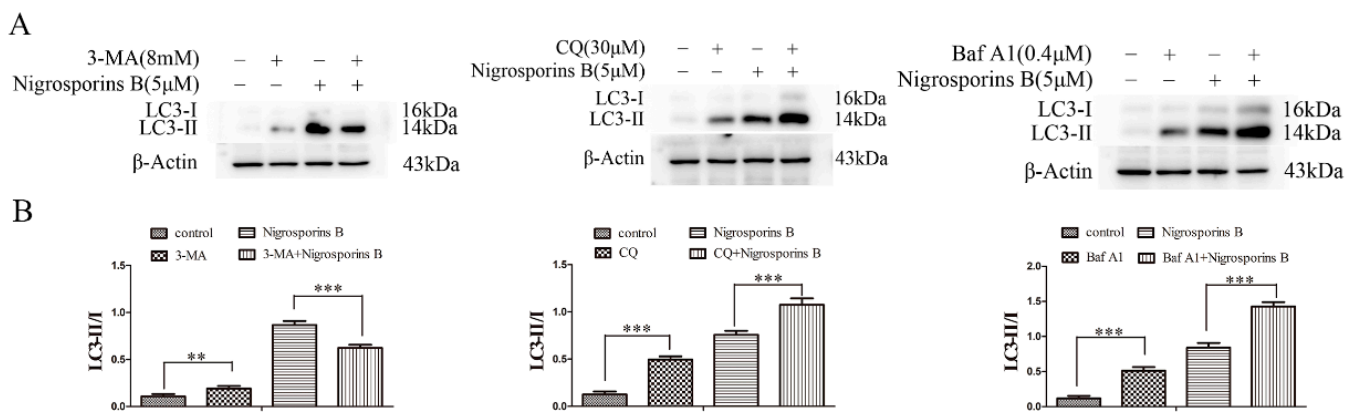 A
3-MA(8mM) − + − +
Nigrosporins B(5μM) − − + +
LC3-I 16kDa
LC3-II 14kDa
β-Actin 43kDa
CQ(30μM) − + − +
Nigrosporins B(5μM) − − + +
LC3-I 16kDa
LC3-II 14kDa
β-Actin 43kDa
Baf A1(0.4μM) − + − +
Nigrosporins B(5μM) − − + +
LC3-I 16kDa
LC3-II 14kDa
β-Actin 43kDa
B
control Nigrosporins B
3-MA 3-MA+Nigrosporins B
LC3-II/I
1.5
1.0
0.5
0.0
**
***
control Nigrosporins B
CQ CQ+Nigrosporins B
LC3-II/I
1.5
1.0
0.5
0.0
***
***
control Nigrosporins B
Baf A1 Baf A1+Nigrosporins B
LC3-II/I
2.0
1.5
1.0
0.5
0.0
***
***